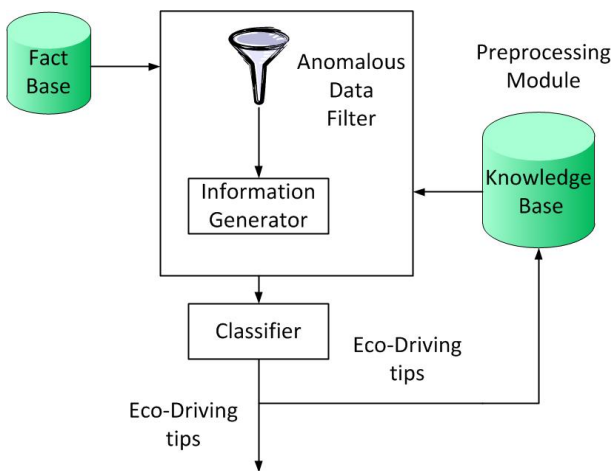 Fact
Base
Anomalous
Data
Filter
Preprocessing
Module
Information
Generator
Knowledge
Base
Classifier
Eco-Driving
tips
Eco-Driving
tips